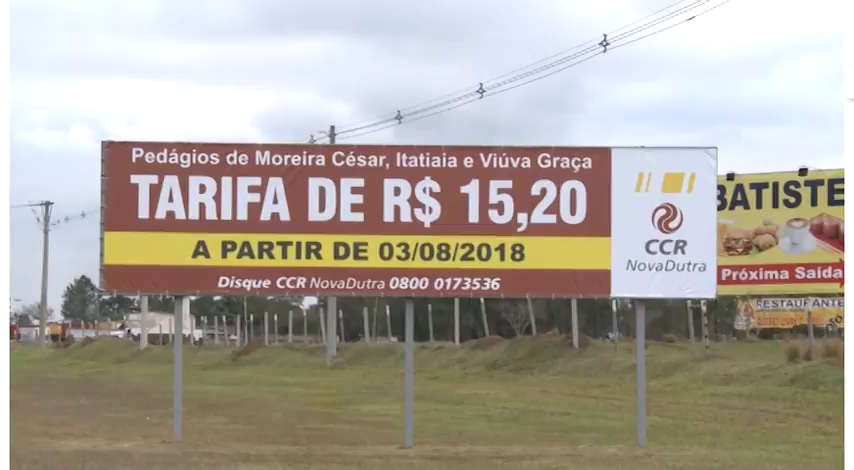 Pedágios de Moreira César, Itatiaia e Viúva Graça
TARIFA DE R$ 15,20
A PARTIR DE 03/08/2018
Disque CCR NovaDutra 0800 0173536
CCR
NovaDutra
BATISTE
Próxima Saída
RESTAURANTE